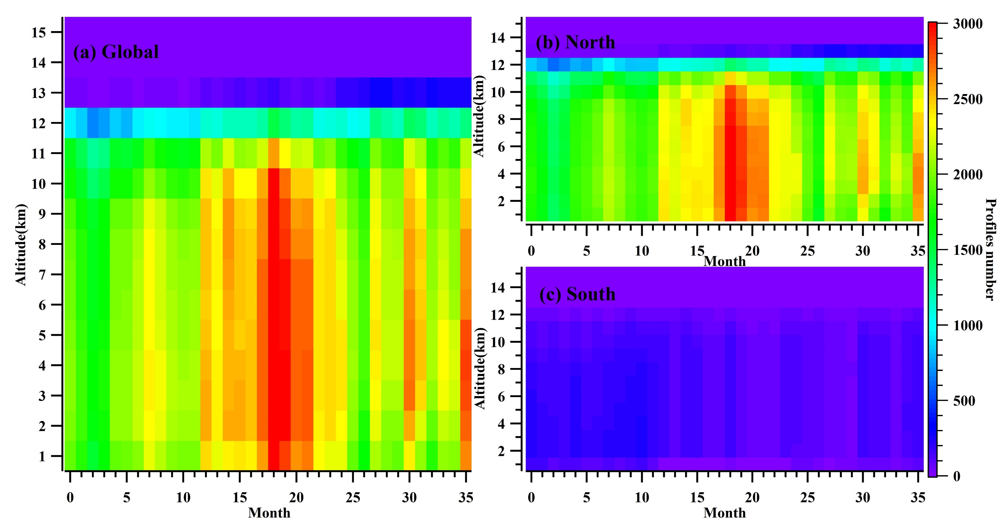 (a) Global
15
14
13
12
11
10
9
8
7
6
5
4
3
2
1
Altitude(km)
0 5 10 15 20 25 30 35
Month
(b) North
14
12
10
8
6
4
2
Altitude(km)
0 5 10 15 20 25 30 35
Month
(c) South
14
12
10
8
6
4
2
Altitude(km)
0 5 10 15 20 25 30 35
Month
3000
2500
2000
1500
1000
500
0
Profiles number